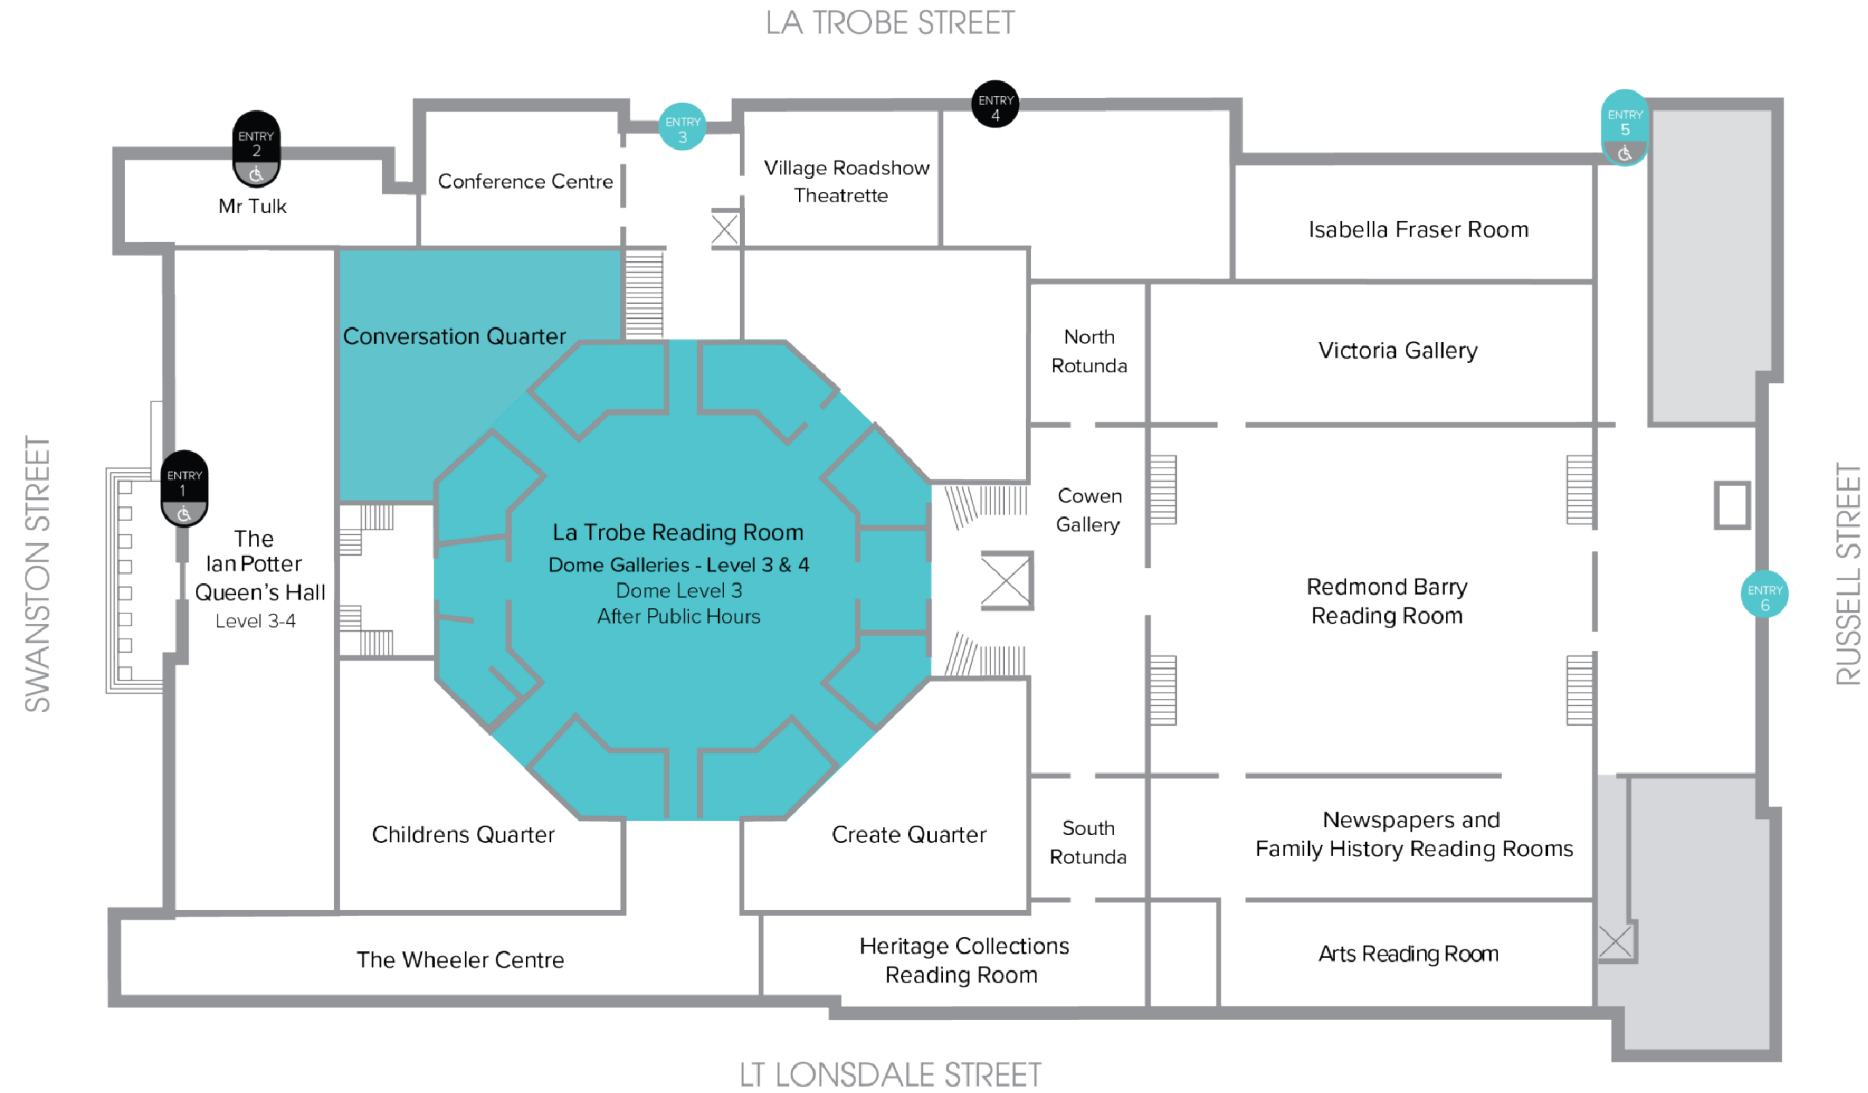 LA TROBE STREET
ENTRY
2
Mr Tulk
Conference Centre
ENTRY
3
Village Roadshow
Theatrette
ENTRY
4
ENTRY
5
Isabella Fraser Room
Conversation Quarter
North
Rotunda
Victoria Gallery
SWANSTON STREET
ENTRY
1
The
Ian Potter
Queen's Hall
Level 3-4
La Trobe Reading Room
Dome Galleries - Level 3 & 4
Dome Level 3
After Public Hours
Cowen
Gallery
Redmond Barry
Reading Room
ENTRY
6
RUSSELL STREET
Childrens Quarter
Create Quarter
South
Rotunda
Newspapers and
Family History Reading Rooms
The Wheeler Centre
Heritage Collections
Reading Room
Arts Reading Room
LT LONSDALE STREET